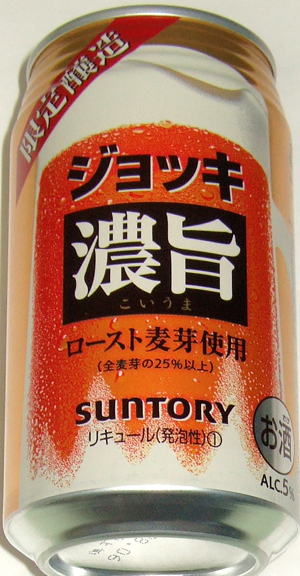 限定醸造
ジョッキ
濃旨
こいうま
ロースト麦芽使用
(全麦芽の25%以上)
SUNTORY
リキュール(発泡性)①
お酒
ALC.5%